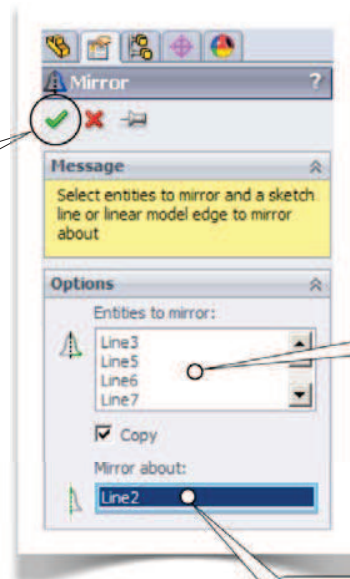 Mirror ?
Message
Select entities to mirror and a sketch
line or linear model edge to mirror
about
Options
Entities to mirror:
Line3
Line5
Line6
Line7
Copy
Mirror about:
Line2